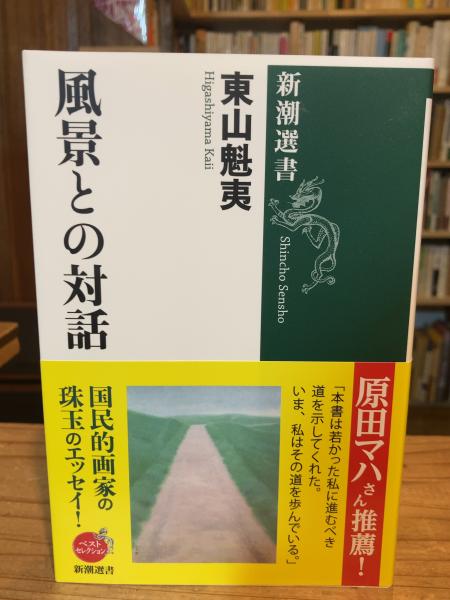 新潮選書
Shincho Sensho
東山魁夷
Higashiyama Kaii
風景との対話
原田マハさん推薦!
「本書は若かった私に進むべき
道を示してくれた。
いま、私はその道を歩んでいる。」
国民的画家の
珠玉のエッセイ!
ベスト
セレクション
新潮選書